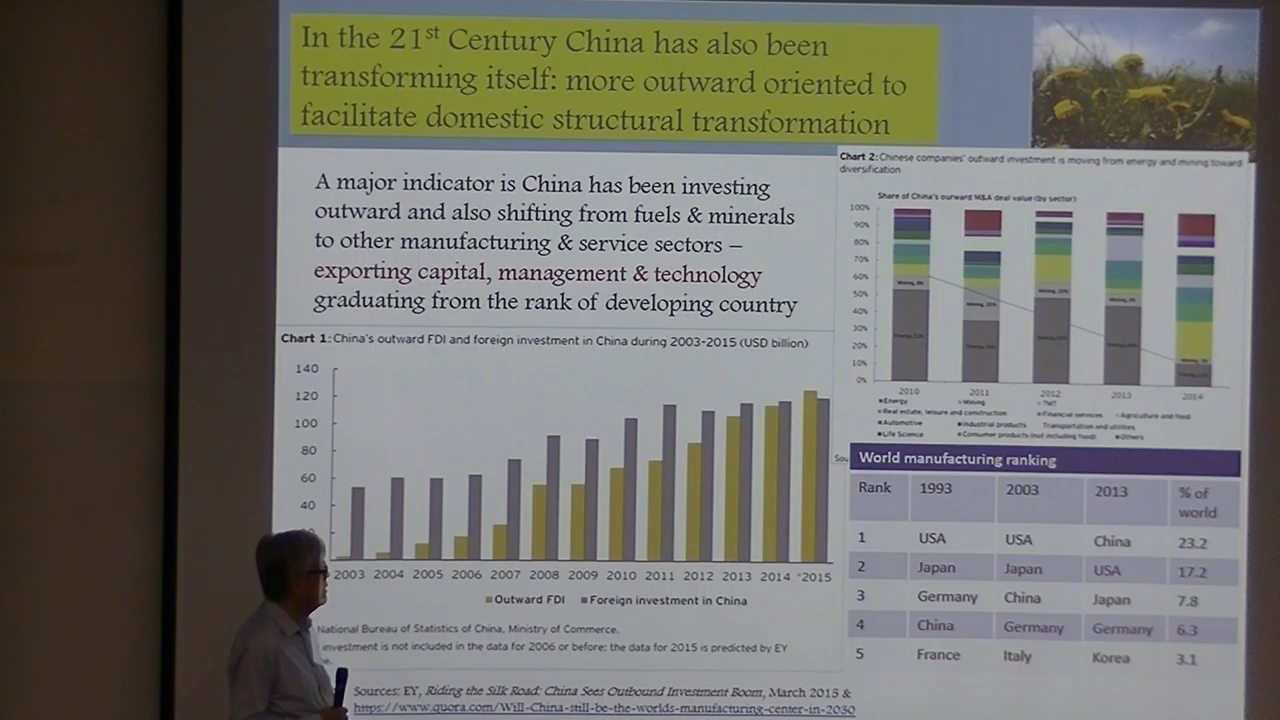 In the 21st Century China has also been
transforming itself: more outward oriented to
facilitate domestic structural transformation
A major indicator is China has been investing
outward and also shifting from fuels & minerals
to other manufacturing & service sectors –
exporting capital, management & technology
graduating from the rank of developing country
Chart 1: China's outward FDI and foreign investment in China during 2003-2015 (USD billion)
140
120
100
80
60
40
2003 2004 2005 2006 2007 2008 2009 2010 2011 2012 2013 2014 *2015
Outward FDI Foreign investment in China
National Bureau of Statistics of China, Ministry of Commerce.
investment is not included in the data for 2006 or before; the data for 2015 is predicted by EY
Sources: EY, Riding the Silk Road: China Sees Outbound Investment Boom, March 2015 &
https://www.quora.com/Will-China-still-be-the-worlds-manufacturing-center-in-2030
Chart 2: Chinese companies' outward investment is moving from energy and mining toward
diversification
Share of China's outward M&A deal value (by sector)
100%
90%
80%
70%
60%
50%
40%
30%
20%
10%
0%
2010 2011 2012 2013 2014
Energy Mining TMT
Real estate, leisure and construction Financial services Agriculture and food
Automotive Industrial products Transportation and utilities
Life Science Consumer products (not including food) Others
Sou
World manufacturing ranking
Rank 1993 2003 2013 % of
world
1 USA USA China 23.2
2 Japan Japan USA 17.2
3 Germany China Japan 7.8
4 China Germany Germany 6.3
5 France Italy Korea 3.1